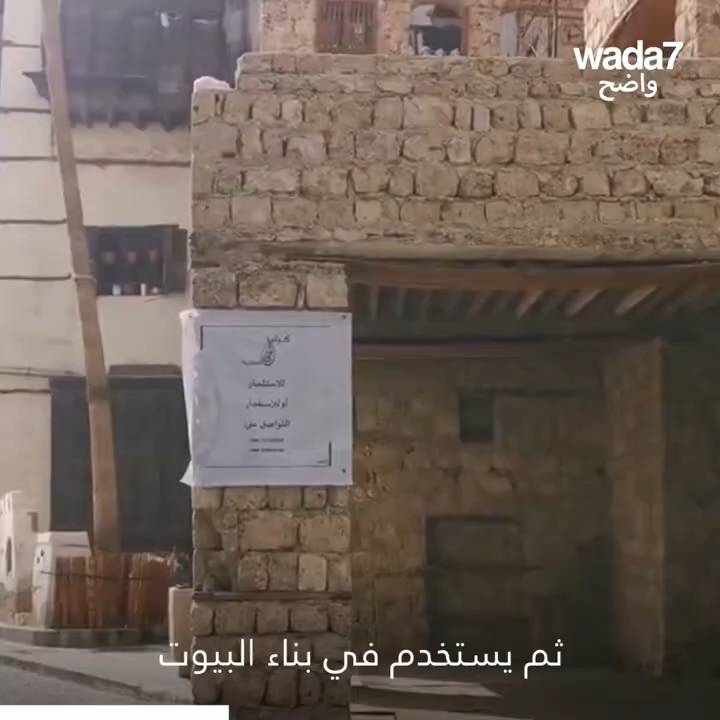 wada7
واضح
للاستثمار
أو للاستفسار
التواصل على
ثم يستخدم في بناء البيوت